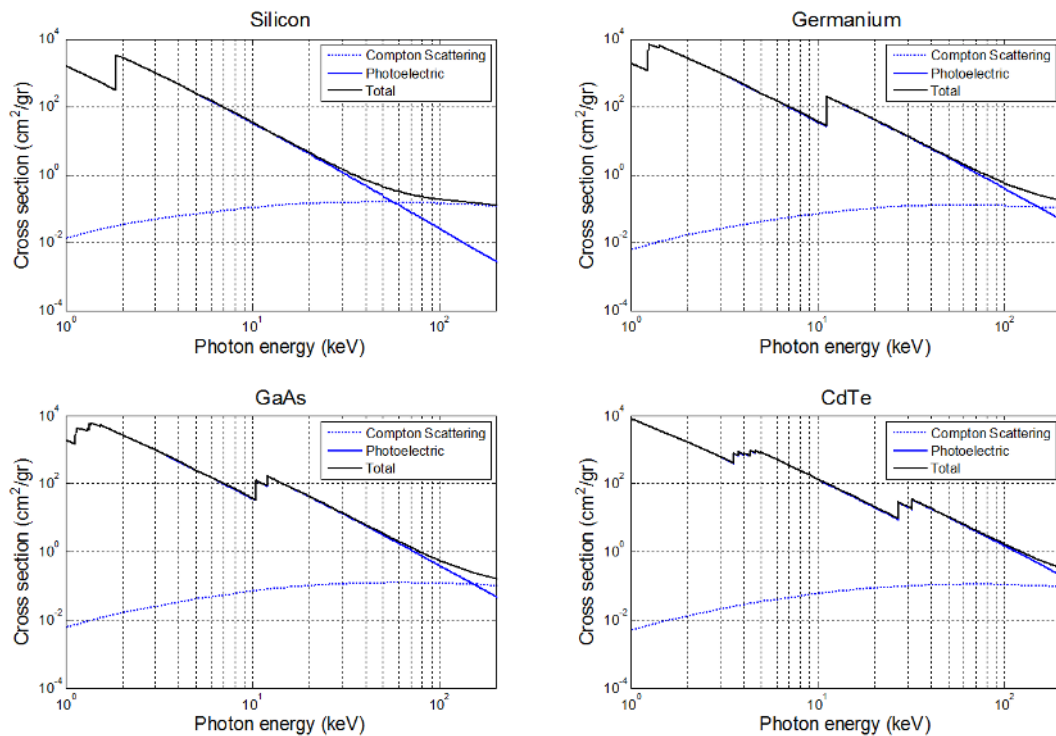 Silicon
Cross section (cm²/gr)
10⁴
10²
10⁰
10⁻²
10⁻⁴
Compton Scattering
Photoelectric
Total
10⁰
10¹
10²
Photon energy (keV)
Germanium
Cross section (cm²/gr)
10⁴
10²
10⁰
10⁻²
10⁻⁴
Compton Scattering
Photoelectric
Total
10⁰
10¹
10²
Photon energy (keV)
GaAs
Cross section (cm²/gr)
10⁴
10²
10⁰
10⁻²
10⁻⁴
Compton Scattering
Photoelectric
Total
10⁰
10¹
10²
Photon energy (keV)
CdTe
Cross section (cm²/gr)
10⁴
10²
10⁰
10⁻²
10⁻⁴
Compton Scattering
Photoelectric
Total
10⁰
10¹
10²
Photon energy (keV)